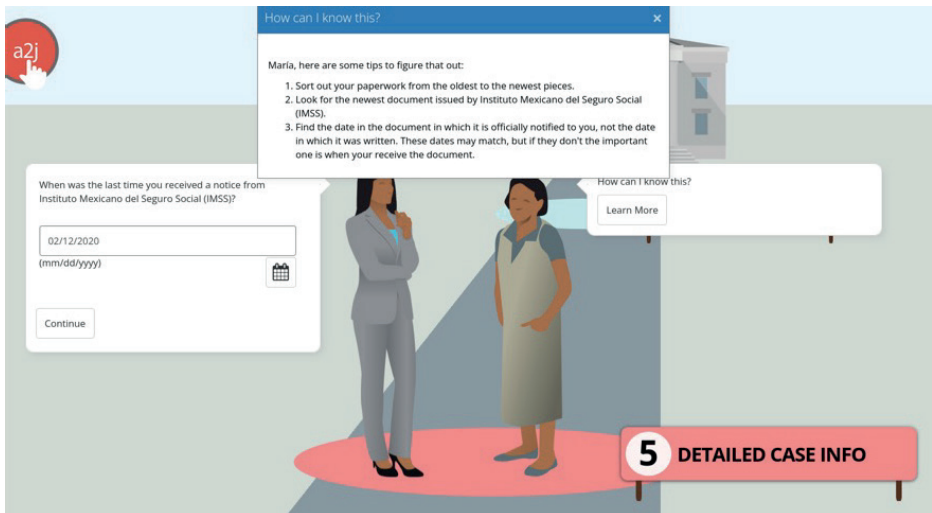 How can I know this? ×
a2j
María, here are some tips to figure that out:
1. Sort out your paperwork from the oldest to the newest pieces.
2. Look for the newest document issued by Instituto Mexicano del Seguro Social
(IMSS).
3. Find the date in the document in which it is officially notified to you, not the date
in which it was written. These dates may match, but if they don't the important
one is when your receive the document.
When was the last time you received a notice from
Instituto Mexicano del Seguro Social (IMSS)?
02/12/2020
(mm/dd/yyyy)
Continue
How can I know this?
Learn More
5 DETAILED CASE INFO